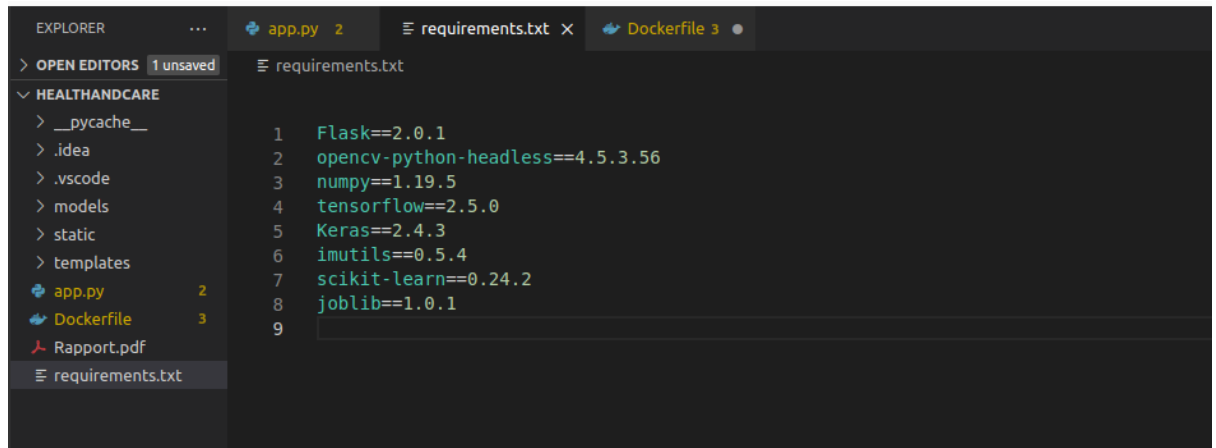 EXPLORER ...
app.py 2
requirements.txt
Dockerfile 3
OPEN EDITORS 1 unsaved
requirements.txt
HEALTHANDCARE
__pycache__
.idea
.vscode
models
static
templates
app.py 2
Dockerfile 3
Rapport.pdf
requirements.txt
1 Flask==2.0.1
2 opencv-python-headless==4.5.3.56
3 numpy==1.19.5
4 tensorflow==2.5.0
5 Keras==2.4.3
6 imutils==0.5.4
7 scikit-learn==0.24.2
8 joblib==1.0.1
9